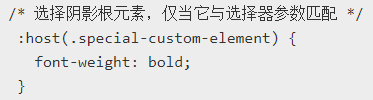 /* 选择阴影根元素，仅当它与选择器参数匹配 */
:host(.special-custom-element) {
  font-weight: bold;
}